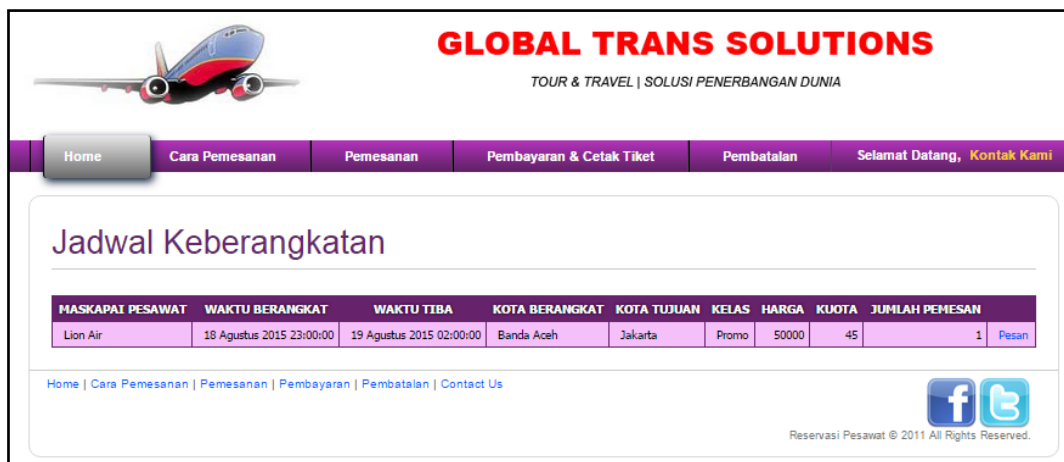 GLOBAL TRANS SOLUTIONS
TOUR & TRAVEL | SOLUSI PENERBANGAN DUNIA
Home Cara Pemesanan Pemesanan Pembayaran & Cetak Tiket Pembatalan Selamat Datang, Kontak Kami
Jadwal Keberangkatan
MASKAPAI PESAWAT WAKTU BERANGKAT WAKTU TIBA KOTA BERANGKAT KOTA TUJUAN KELAS HARGA KUOTA JUMLAH PEMESAN
Lion Air 18 Agustus 2015 23:00:00 19 Agustus 2015 02:00:00 Banda Aceh Jakarta Promo 50000 45 1 Pesan
Home | Cara Pemesanan | Pemesanan | Pembayaran | Pembatalan | Contact Us
Reservasi Pesawat © 2011 All Rights Reserved.